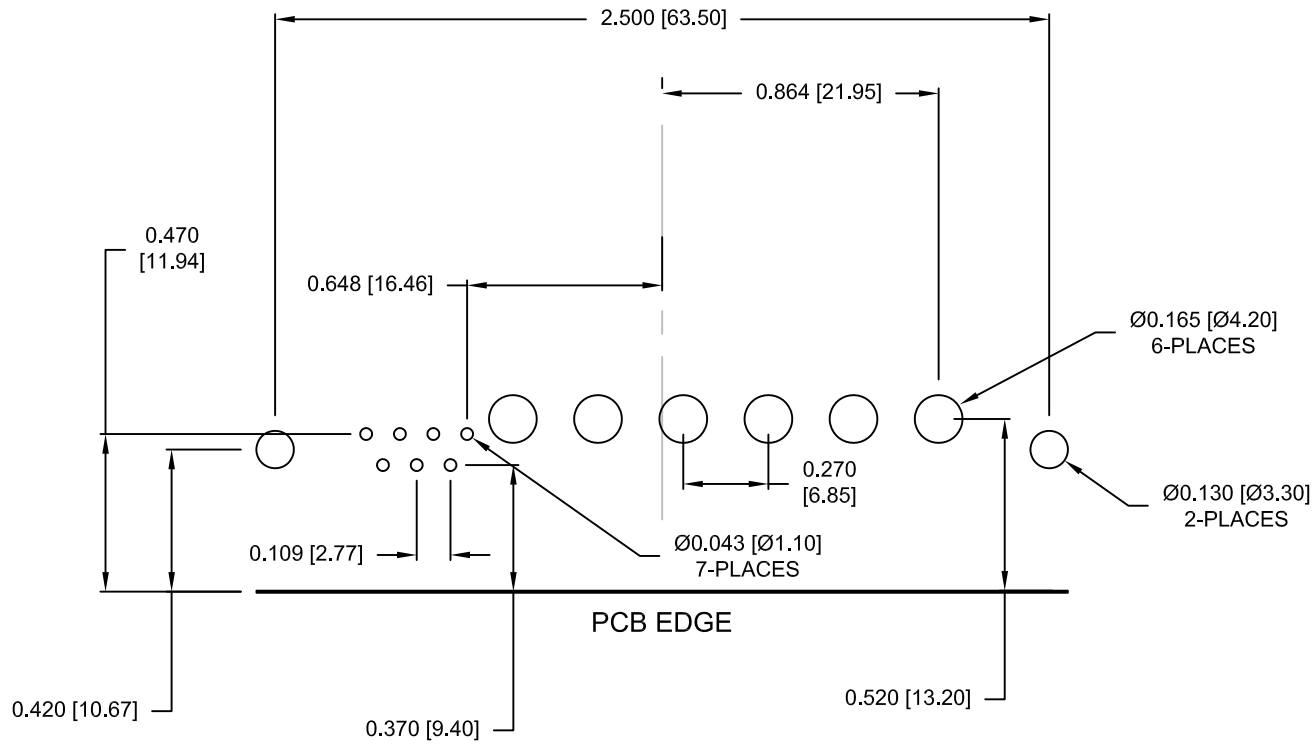 2.500 [63.50]
0.864 [21.95]
0.470
[11.94]
0.648 [16.46]
Ø0.165 [Ø4.20]
6-PLACES
0.270
[6.85]
Ø0.130 [Ø3.30]
2-PLACES
0.109 [2.77]
Ø0.043 [Ø1.10]
7-PLACES
PCB EDGE
0.420 [10.67]
0.370 [9.40]
0.520 [13.20]